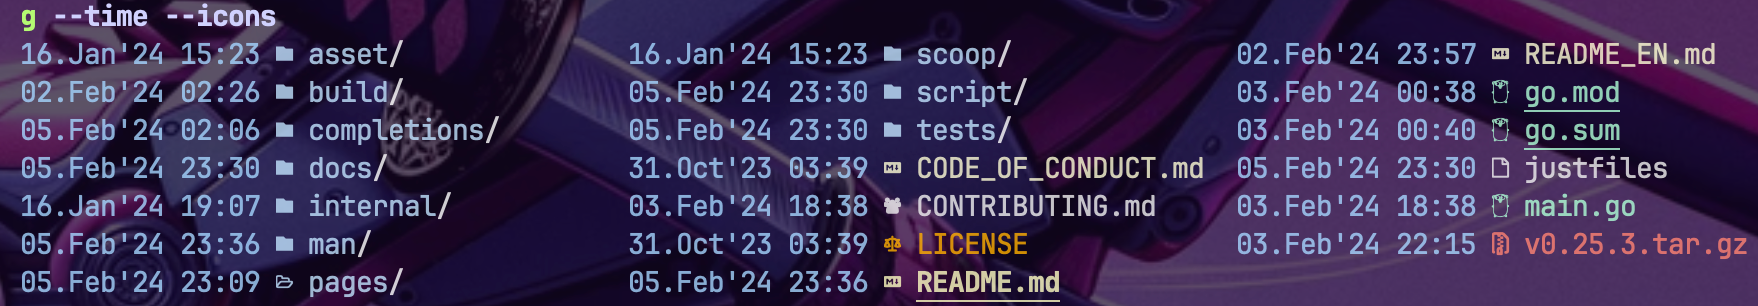 g --time --icons
16.Jan'24 15:23 asset/ 16.Jan'24 15:23 scoop/ 02.Feb'24 23:57 README_EN.md
02.Feb'24 02:26 build/ 05.Feb'24 23:30 script/ 03.Feb'24 00:38 go.mod
05.Feb'24 02:06 completions/ 05.Feb'24 23:30 tests/ 03.Feb'24 00:40 go.sum
05.Feb'24 23:30 docs/ 31.Oct'23 03:39 CODE_OF_CONDUCT.md 05.Feb'24 23:30 justfiles
16.Jan'24 19:07 internal/ 03.Feb'24 18:38 CONTRIBUTING.md 03.Feb'24 18:38 main.go
05.Feb'24 23:36 man/ 31.Oct'23 03:39 LICENSE 03.Feb'24 22:15 v0.25.3.tar.gz
05.Feb'24 23:09 pages/ 05.Feb'24 23:36 README.md